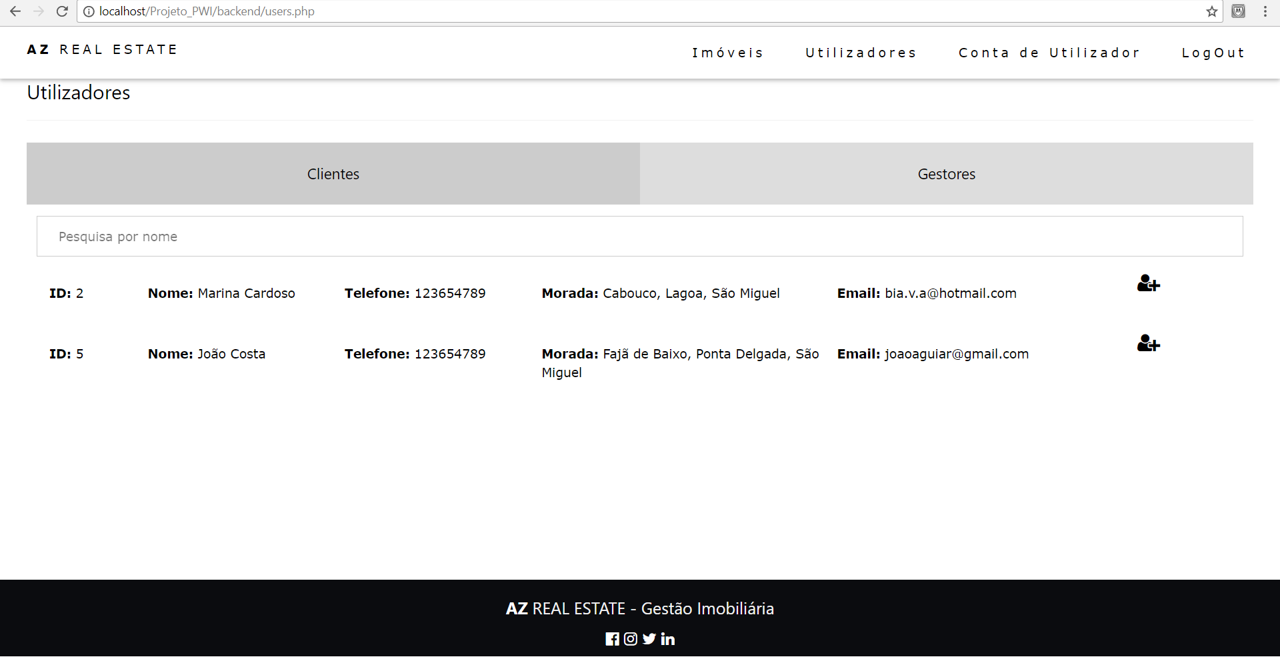 localhost/Projeto_PWI/backend/users.php
AZ REAL ESTATE
Imóveis Utilizadores Conta de Utilizador LogOut
Utilizadores
Clientes Gestores
Pesquisa por nome
ID: 2 Nome: Marina Cardoso Telefone: 123654789 Morada: Cabouco, Lagoa, São Miguel Email: bia.v.a@hotmail.com
ID: 5 Nome: João Costa Telefone: 123654789 Morada: Fajã de Baixo, Ponta Delgada, São Email: joaoaguiar@gmail.com
Miguel
AZ REAL ESTATE - Gestão Imobiliária